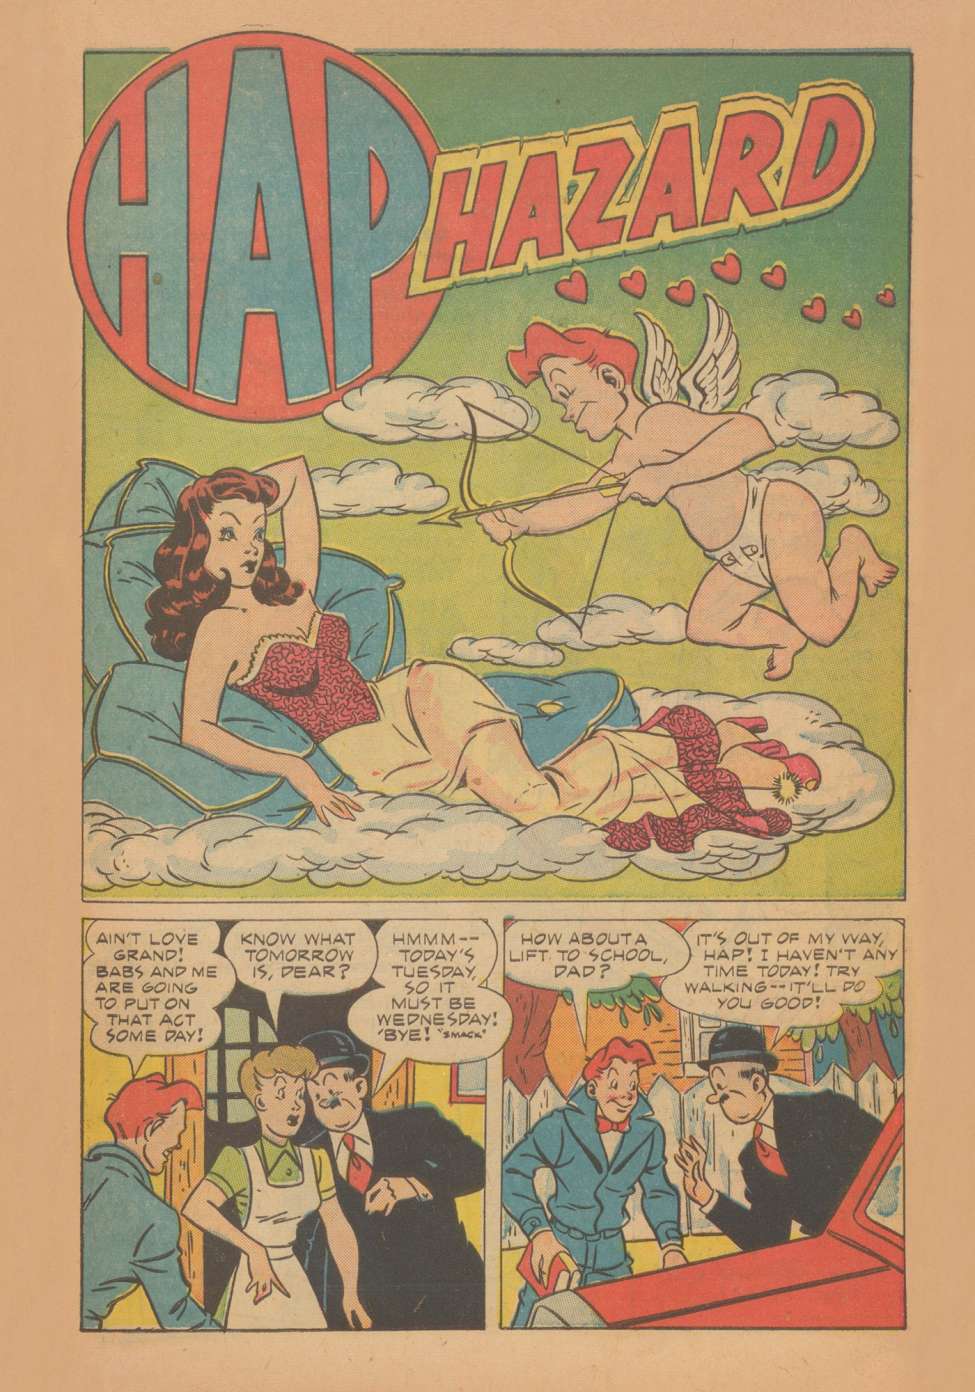 HAP
HAZARD
AIN'T LOVE
GRAND!
BABS AND ME
ARE GOING
TO PUT ON
THAT ACT
SOME DAY!
KNOW WHAT
TOMORROW
IS, DEAR?
HMMM--
TODAY'S
TUESDAY,
SO IT
MUST BE
WEDNESDAY!
'BYE! "SMACK"
HOW ABOUT A
LIFT TO SCHOOL,
DAD?
IT'S OUT OF MY WAY,
HAP! I HAVEN'T ANY
TIME TODAY! TRY
WALKING--IT'LL DO
YOU GOOD!